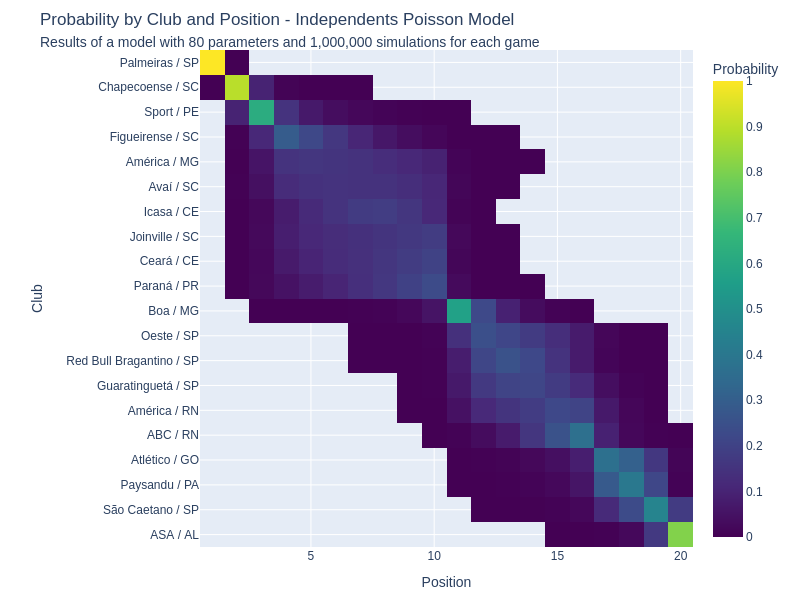 Probability by Club and Position - Independents Poisson Model
Results of a model with 80 parameters and 1,000,000 simulations for each game
Probability
Palmeiras / SP
Chapecoense / SC
Sport / PE
Figueirense / SC
América / MG
Avaí / SC
Icasa / CE
Joinville / SC
Ceará / CE
Paraná / PR
Boa / MG
Oeste / SP
Red Bull Bragantino / SP
Guaratinguetá / SP
América / RN
ABC / RN
Atlético / GO
Paysandu / PA
São Caetano / SP
ASA / AL
Club
5 10 15 20
Position
1
0.9
0.8
0.7
0.6
0.5
0.4
0.3
0.2
0.1
0